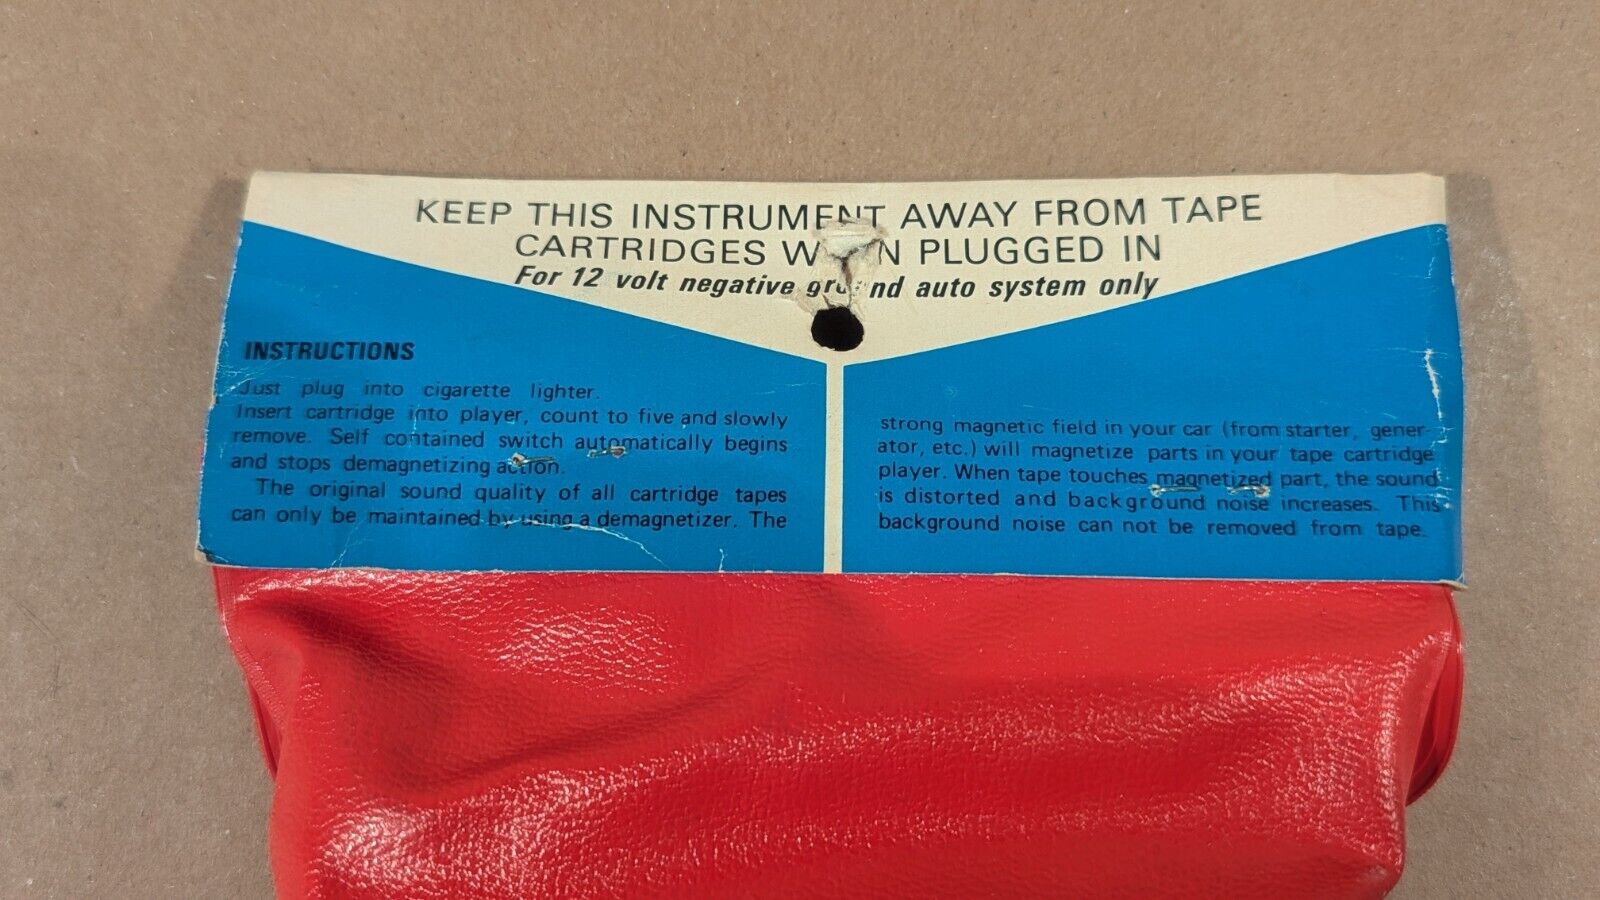 KEEP THIS INSTRUMENT AWAY FROM TAPE
CARTRIDGES W N PLUGGED IN
For 12 volt negative ground auto system only
INSTRUCTIONS
Just plug into cigarette lighter.
Insert cartridge into player, count to five and slowly
remove. Self contained switch automatically begins
and stops demagnetizing action.
The original sound quality of all cartridge tapes
can only be maintained by using a demagnetizer. The
strong magnetic field in your car (from starter, gener-
ator, etc.) will magnetize parts in your tape cartridge
player. When tape touches magnetized part, the sound
is distorted and background noise increases. This
background noise can not be removed from tape.